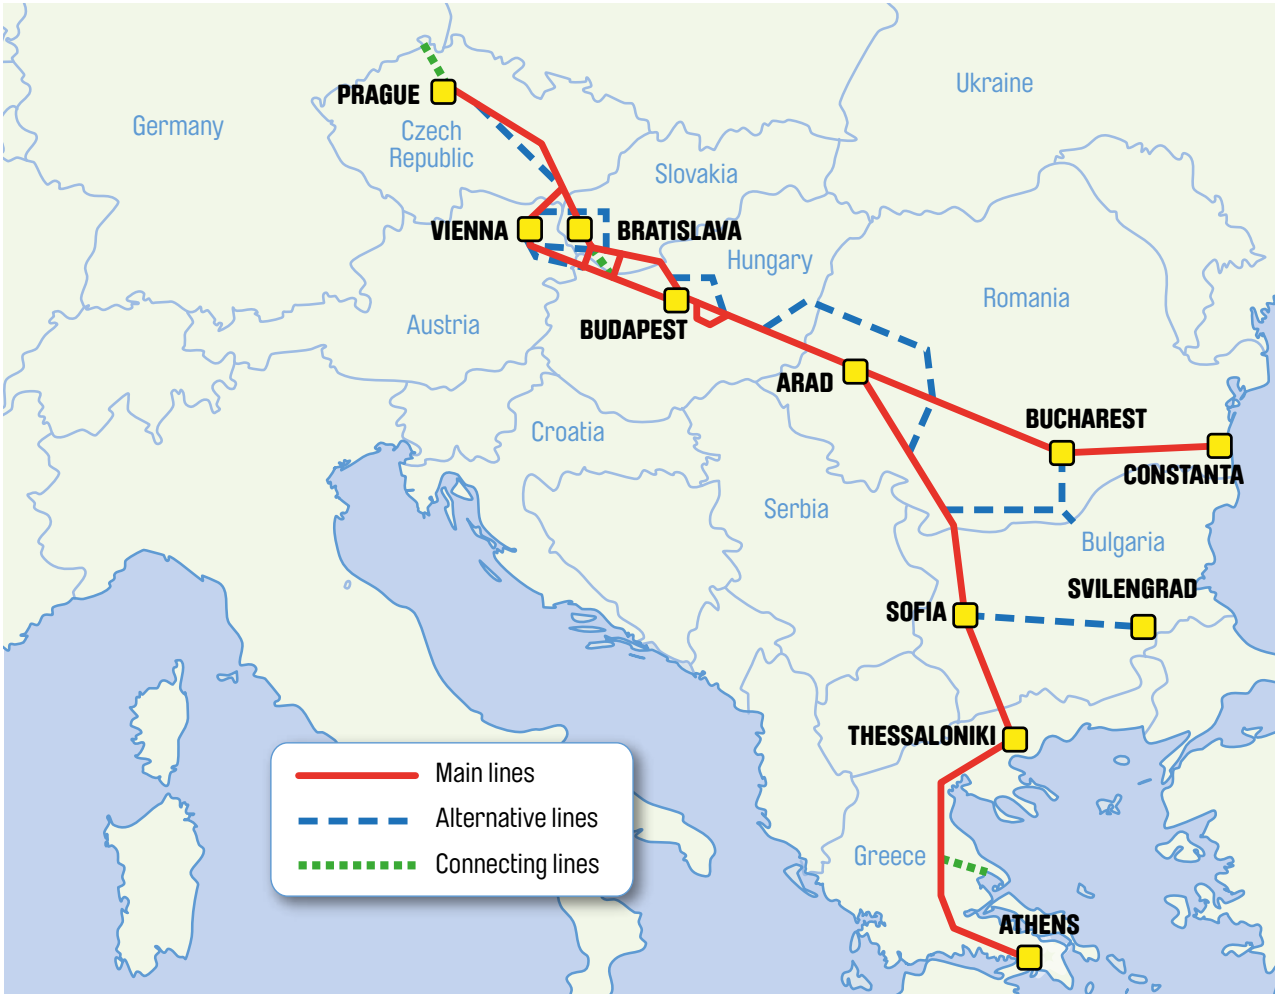 Ukraine
PRAGUE
Germany
Czech
Republic
Slovakia
VIENNA
BRATISLAVA
Hungary
Romania
Austria
BUDAPEST
ARAD
BUCHAREST
Croatia
CONSTANTA
Serbia
Bulgaria
SVILENGRAD
SOFIA
THESSALONIKI
Main lines
Alternative lines
Connecting lines
Greece
ATHENS